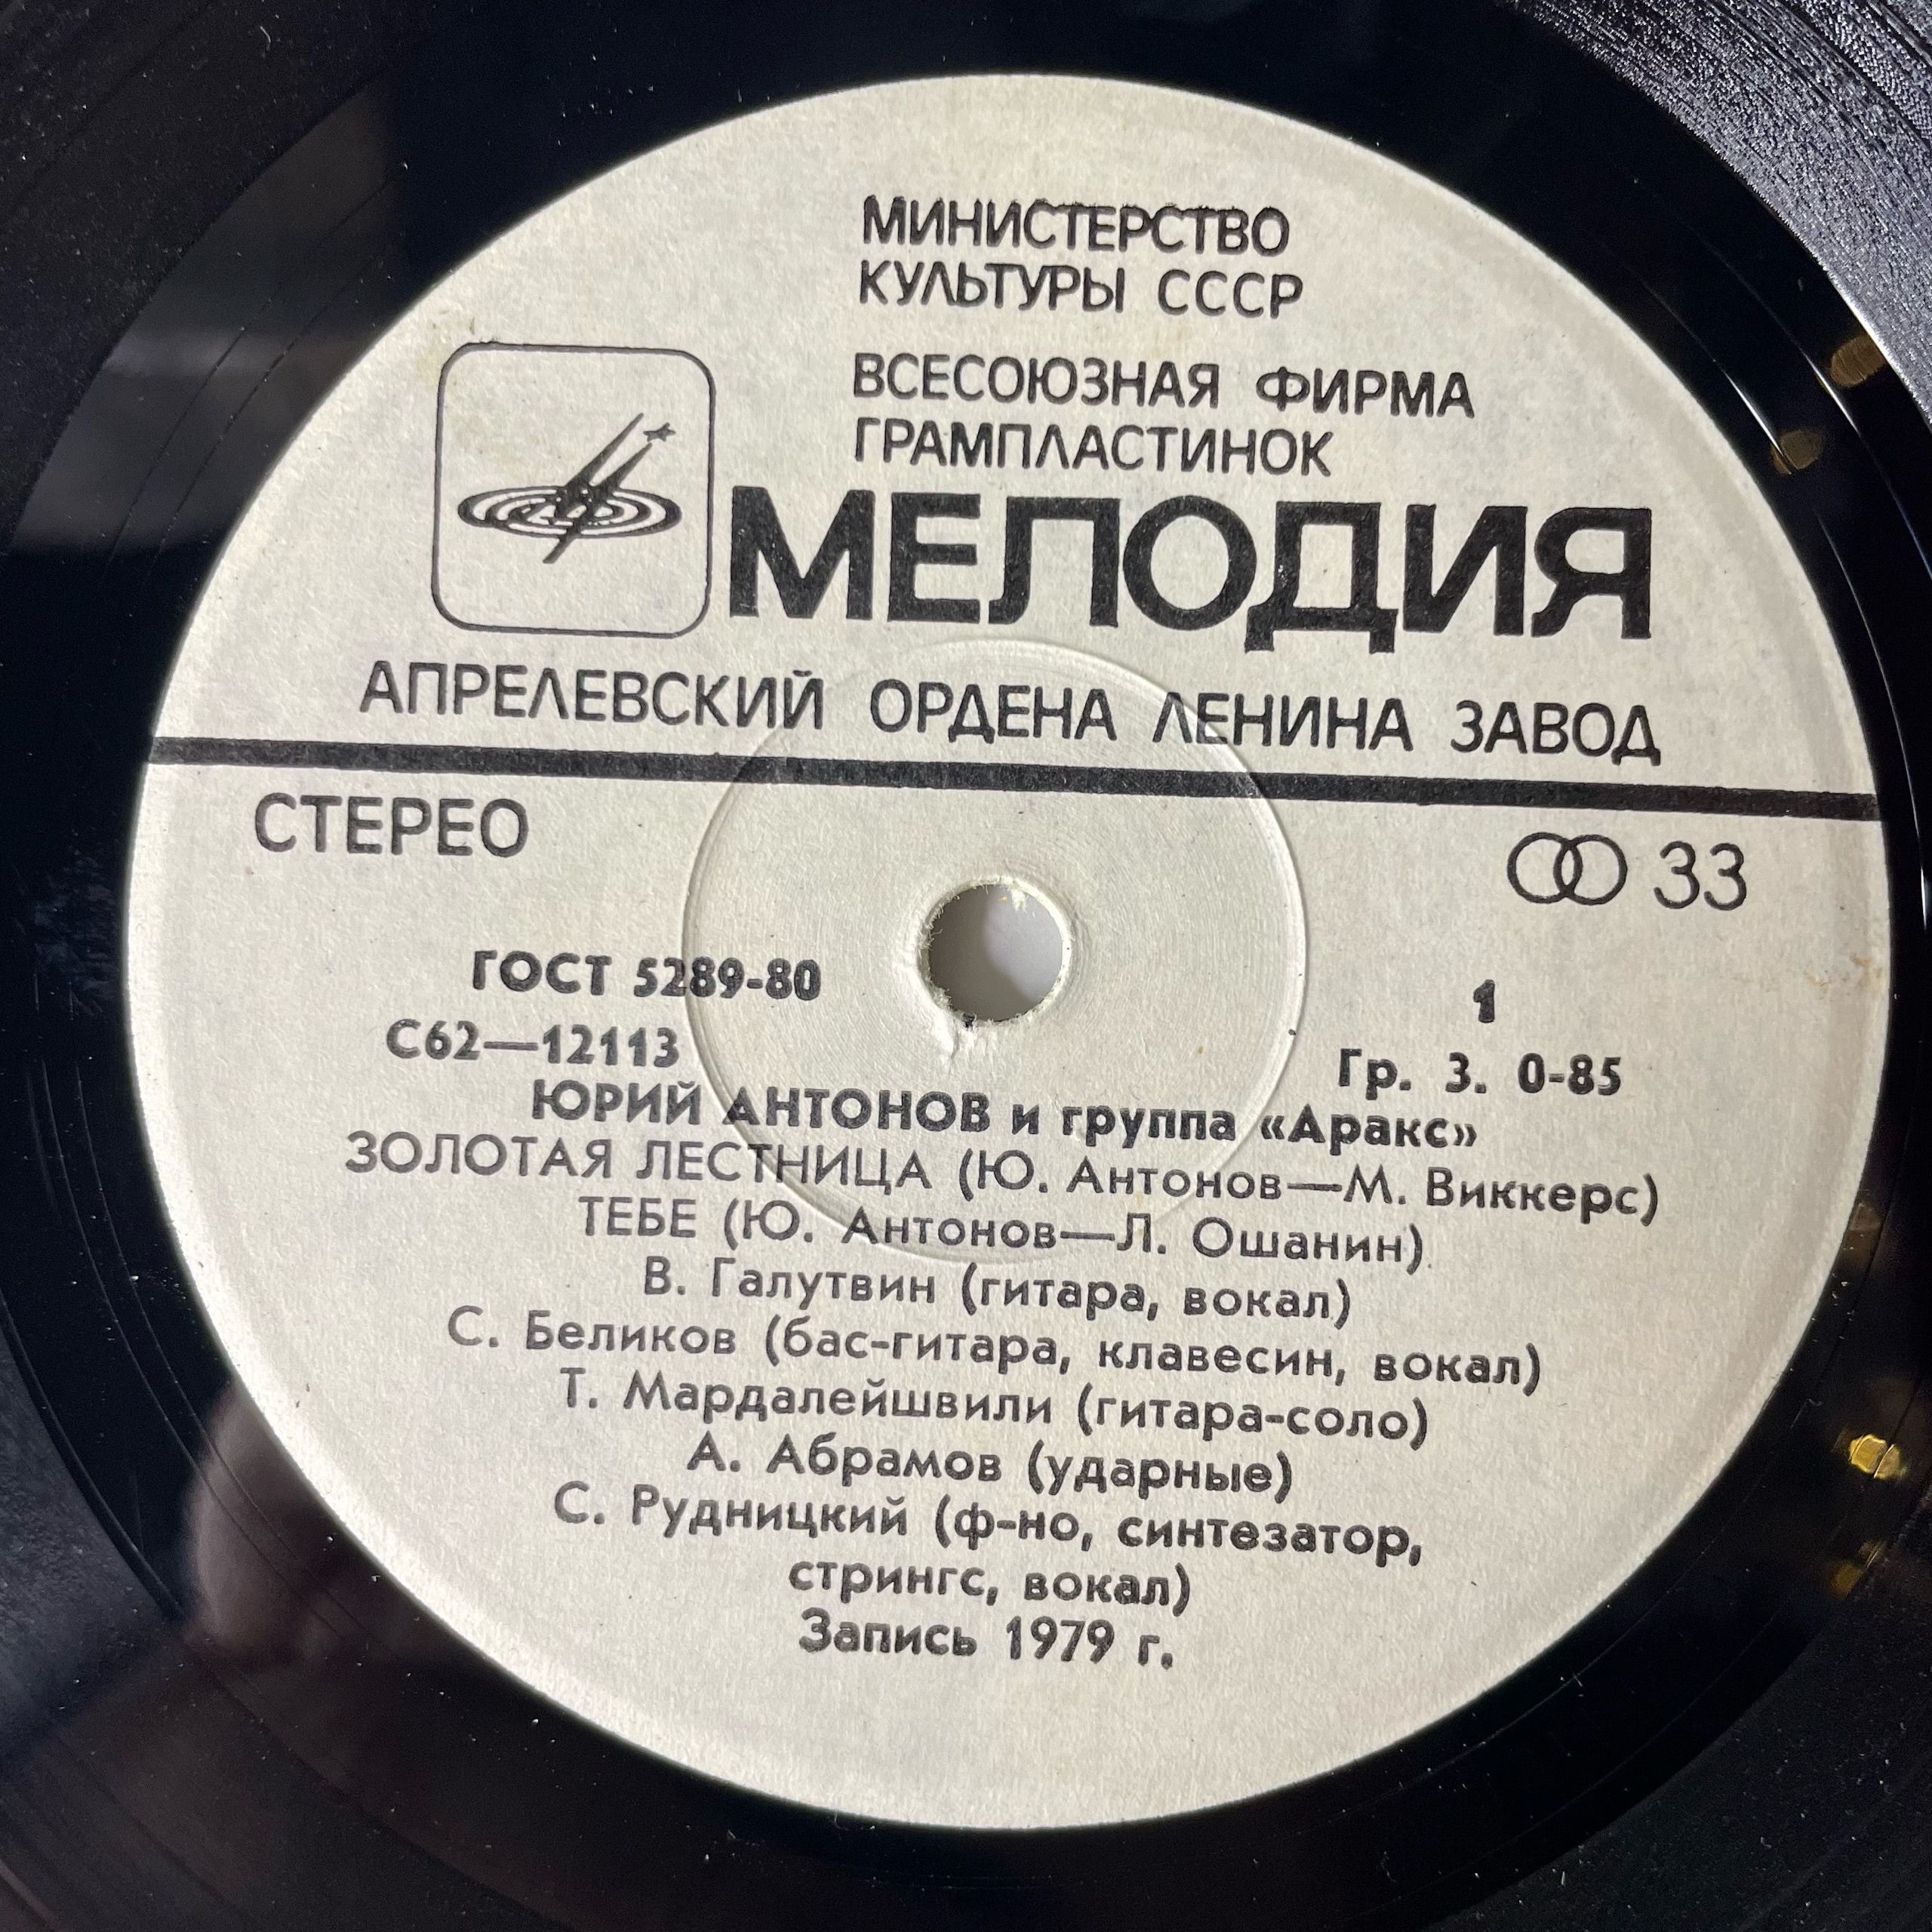 МИНИСТЕРСТВО
КУЛЬТУРЫ СССР
ВСЕСОЮЗНАЯ ФИРМА
ГРАМПЛАСТИНОК
МЕЛОДИЯ
АПРЕЛЕВСКИЙ ОРДЕНА ЛЕНИНА ЗАВОД
СТЕРЕО
33
ГОСТ 5289-80
1
С62—12113
Гр. 3. 0-85
ЮРИЙ АНТОНОВ и группа «Аракс»
ЗОЛОТАЯ ЛЕСТНИЦА (Ю. Антонов—М. Виккерс)
ТЕБЕ (Ю. Антонов—Л. Ошанин)
В. Галутвин (гитара, вокал)
С. Беликов (бас-гитара, клавесин, вокал)
Т. Мардалейшвили (гитара-соло)
А. Абрамов (ударные)
С. Рудницкий (ф-но, синтезатор,
стрингс, вокал)
Запись 1979 г.